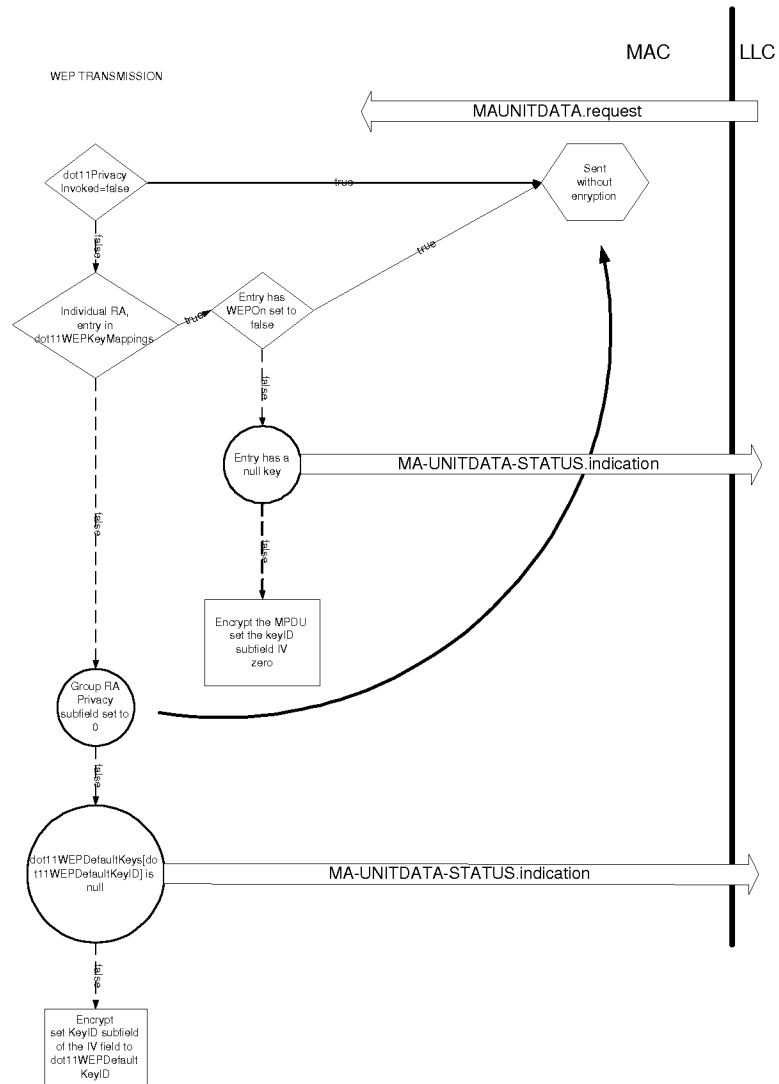 MAC
LLC
WEP TRANSMISSION
MAUNITDATA.request
dot11Privacy
Invoked=false
true
Sent
without
enryption
false
true
Individual RA,
entry in
dot11WEPKeyMappings
true
Entry has
WEPOn set to
false
false
Entry has a
null key
MA-UNITDATA-STATUS.indication
false
false
Encrypt the MPDU
set the keyID
subfield IV
zero
Group RA
Privacy
subfield set to
0
false
dot11WEPDefaultKeys[do
t11WEPDefaultKeyID] is
null
MA-UNITDATA-STATUS.indication
false
Encrypt
set KeyID subfield
of the IV field to
dot11WEPDefault
KeyID